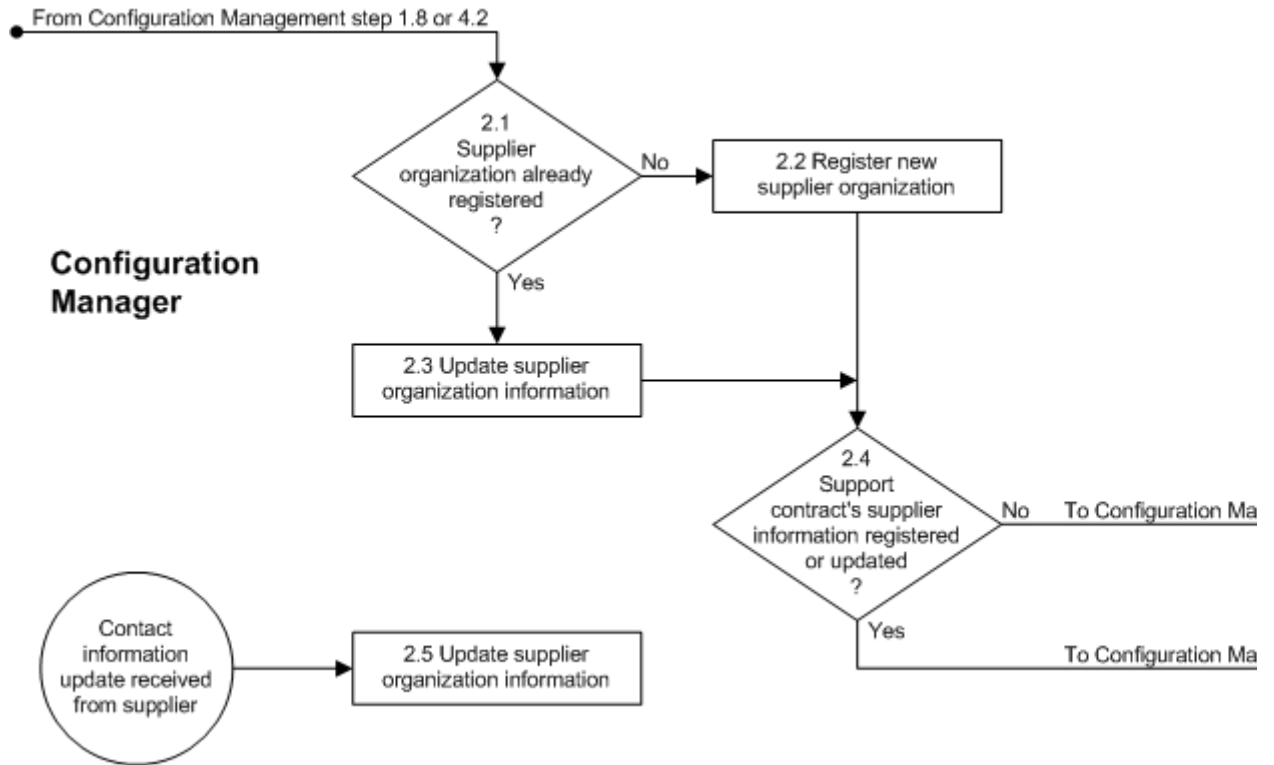 From Configuration Management step 1.8 or 4.2
2.1
Supplier
organization already
registered
?
No
2.2 Register new
supplier organization
Configuration
Manager
Yes
2.3 Update supplier
organization information
2.4
Support
contract's supplier
information registered
or updated
?
No
To Configuration Ma
Yes
To Configuration Ma
Contact
information
update received
from supplier
2.5 Update supplier
organization information